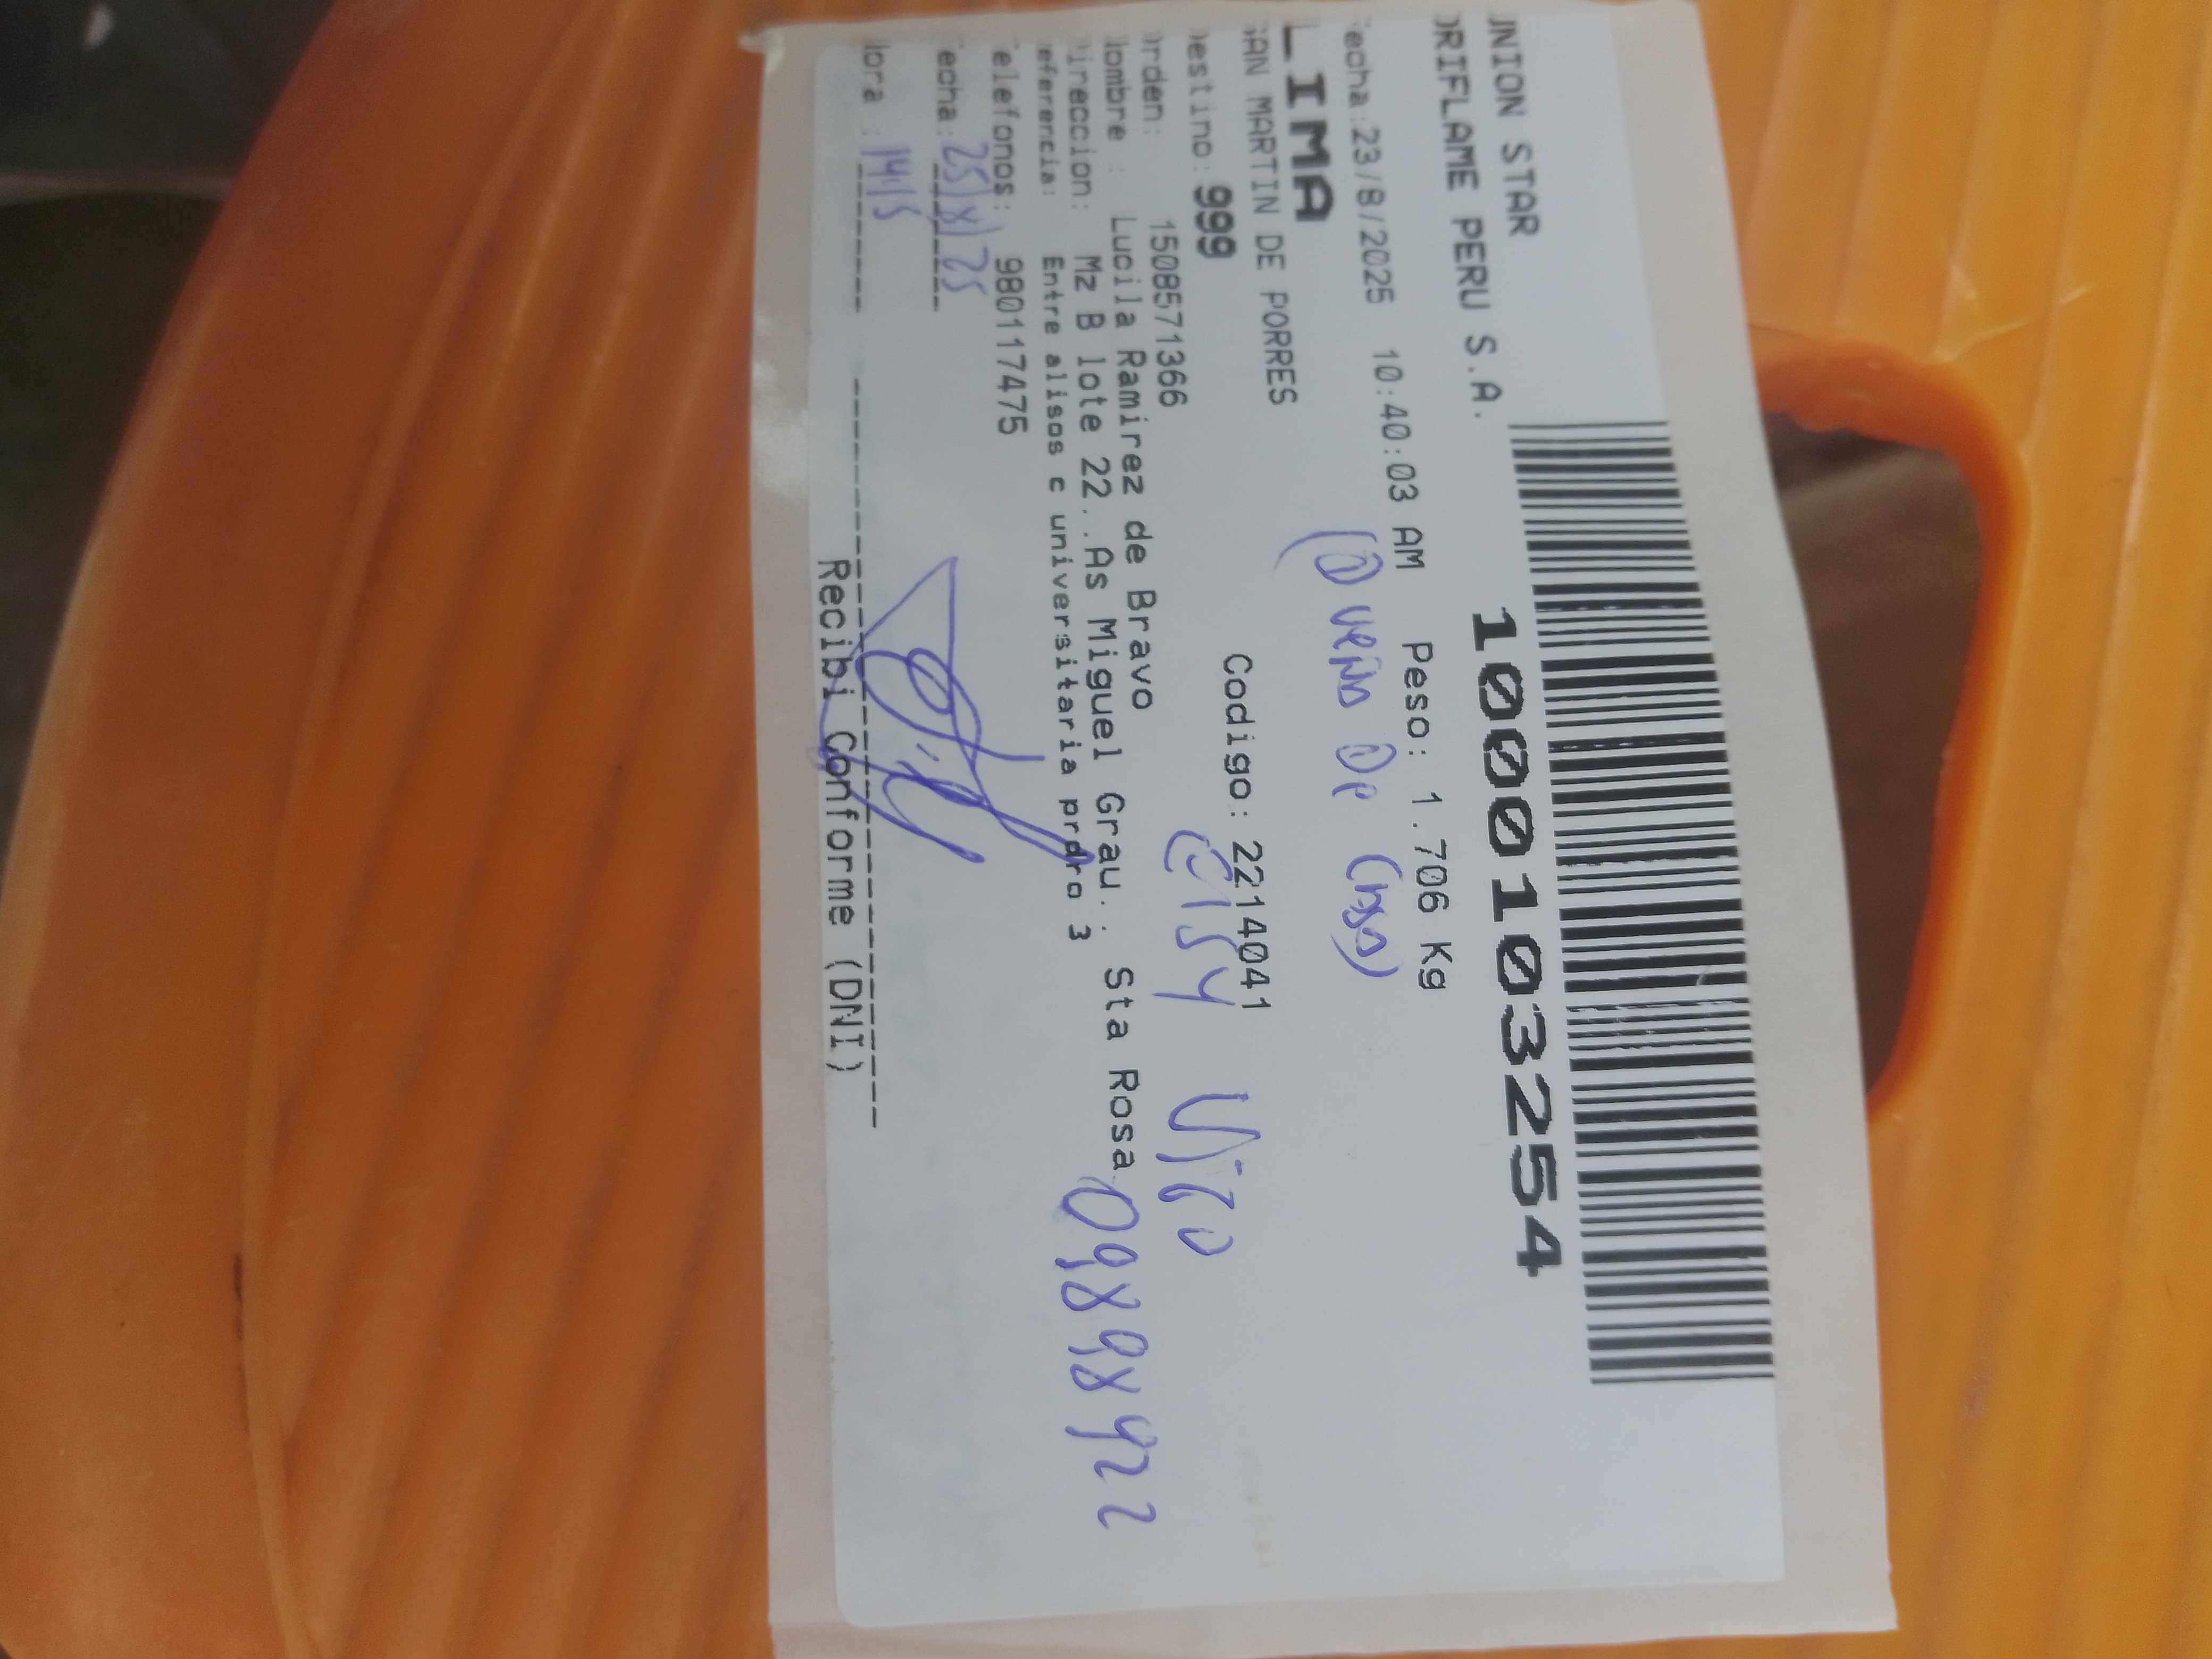 UNION STAR
ORIFLAME PERU S.A.
1000103254
Fecha:23/8/2025 10:40:03 AM Peso: 1.706 Kg
LIMA
SAN MARTIN DE PORRES
Destino: 999 Codigo: 2214041
Orden: 1508571366
Nombre : Lucila Ramirez de Bravo
Direccion: Mz B lote 22..As Miguel Grau.: Sta Rosa
Referencia: Entre alisos c universitaria prdro 3
09898422
Telefonos: 980117475
Fecha: 25/8/25
Hora : 1415
Recibi Conforme (DNI)